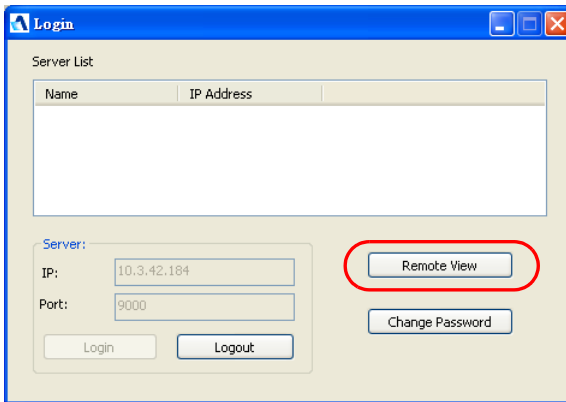 Login
Server List
Name IP Address
Server:
IP: 10.3.42.184
Port: 9000
Login Logout
Remote View
Change Password